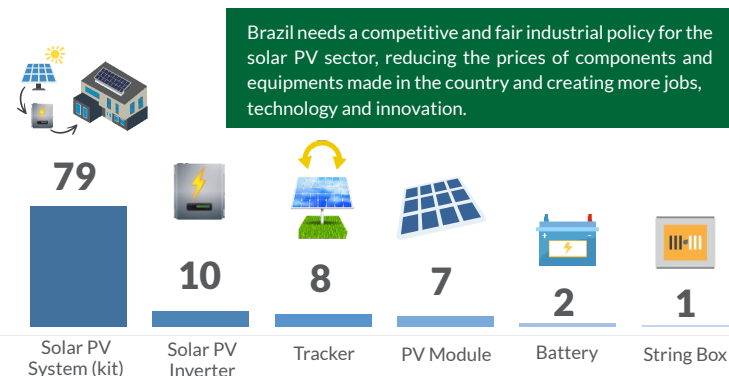 Brazil needs a competitive and fair industrial policy for the
solar PV sector, reducing the prices of components and
equipments made in the country and creating more jobs,
technology and innovation.
79
10
8
7
2
1
Solar PV
System (kit)
Solar PV
Inverter
Tracker
PV Module
Battery
String Box